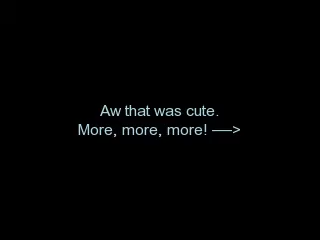 Aw that was cute.
More, more, more! —->